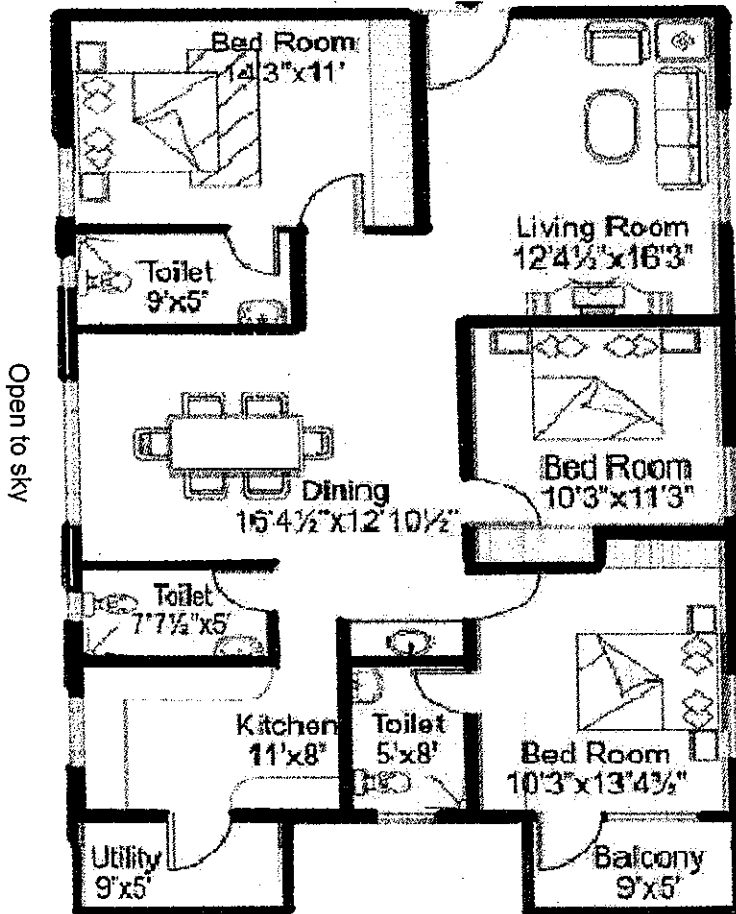 Bed Room
14'3"x11'
Living Room
12'4½"x16'3"
Toilet
9'x5'
Bed Room
10'3"x11'3"
Dining
16'4½"x12'10½"
Open to sky
Toilet
7'7½"x5'
Kitchen
11'x8'
Toilet
5'x8'
Bed Room
10'3"x13'4½"
Utility
9'x5'
Balcony
9'x5'